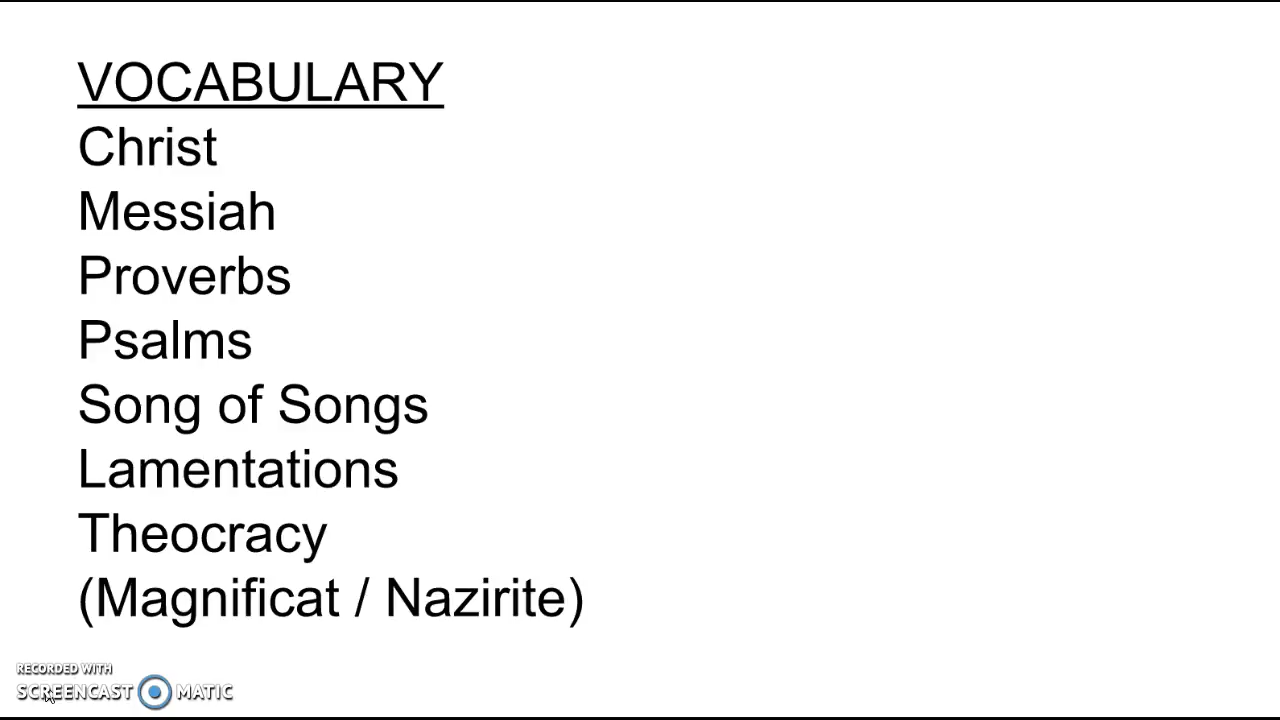 VOCABULARY
Christ
Messiah
Proverbs
Psalms
Song of Songs
Lamentations
Theocracy
(Magnificat / Nazirite)
RECORDED WITH
SCREENCAST MATIC